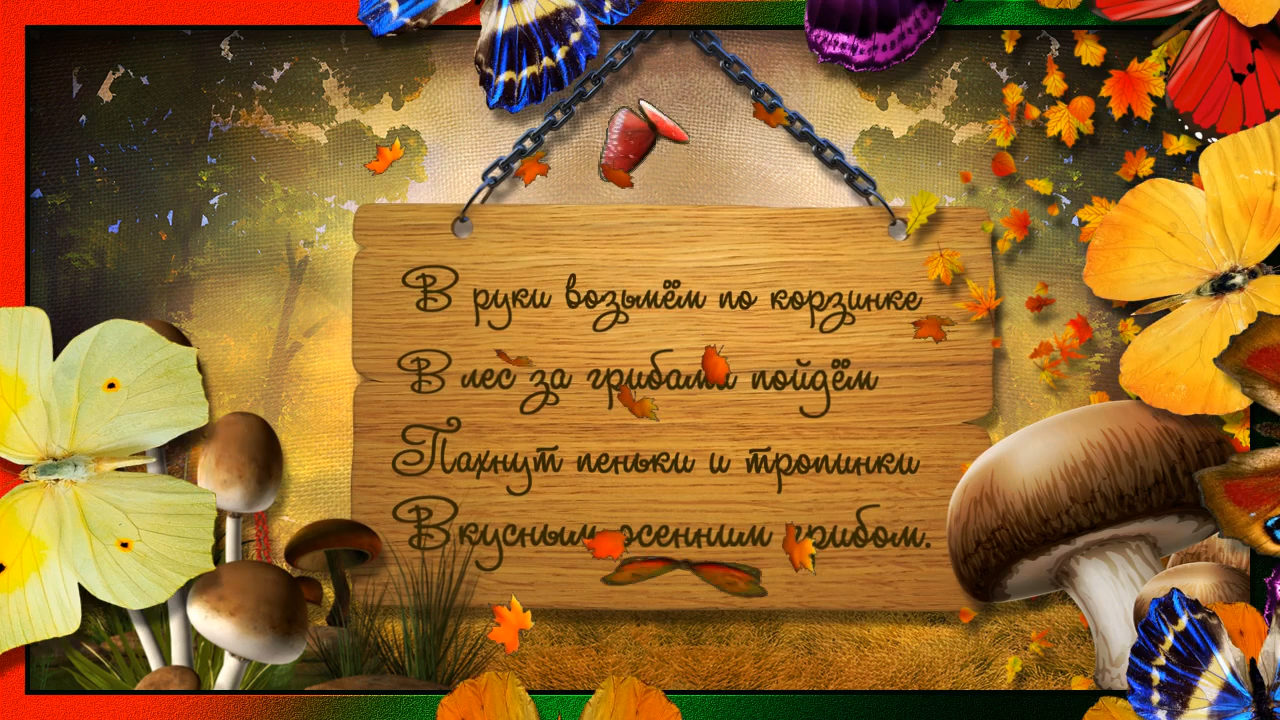 В руки возьмём по корзинке
В лес за грибами пойдём
Пахнут пеньки и тропинки
Вкусным осенним грибом.